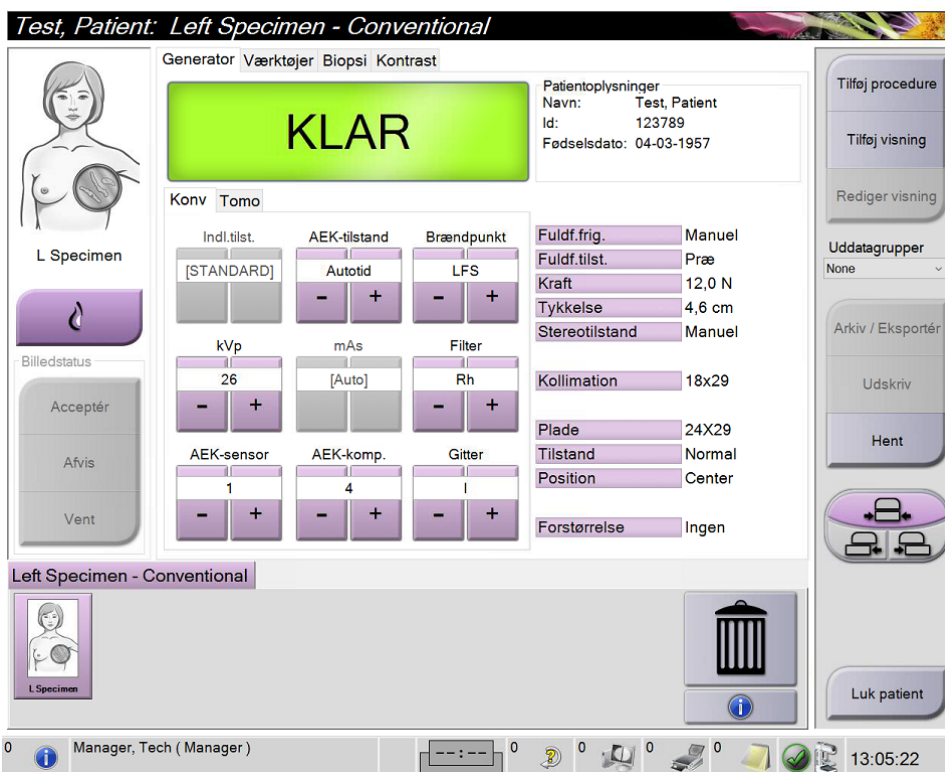 Test, Patient: Left Specimen - Conventional
Generator Værktøjer Biopsi Kontrast
KLAR
Patientoplysninger
Navn: Test, Patient
Id: 123789
Fødselsdato: 04-03-1957
L Specimen
Billedstatus
Acceptér
Afvis
Vent
Konv Tomo
Indl.tilst. AEK-tilstand Brændpunkt
[STANDARD] Autotid LFS
- + - +
kVp mAs Filter
26 [Auto] Rh
- + - +
AEK-sensor AEK-komp. Gitter
1 4 I
- + - + - +
Fuldf.frig. Manuel
Fuldf.tilst. Præ
Kraft 12,0 N
Tykkelse 4,6 cm
Stereotilstand Manuel
Kollimation 18x29
Plade 24X29
Tilstand Normal
Position Center
Forstørrelse Ingen
Tilføj procedure
Tilføj visning
Rediger visning
Uddatagrupper
None
Arkiv / Eksportér
Udskriv
Hent
Luk patient
Left Specimen - Conventional
L Specimen
0 Manager, Tech ( Manager ) --:-- 0 0 0 0 13:05:22